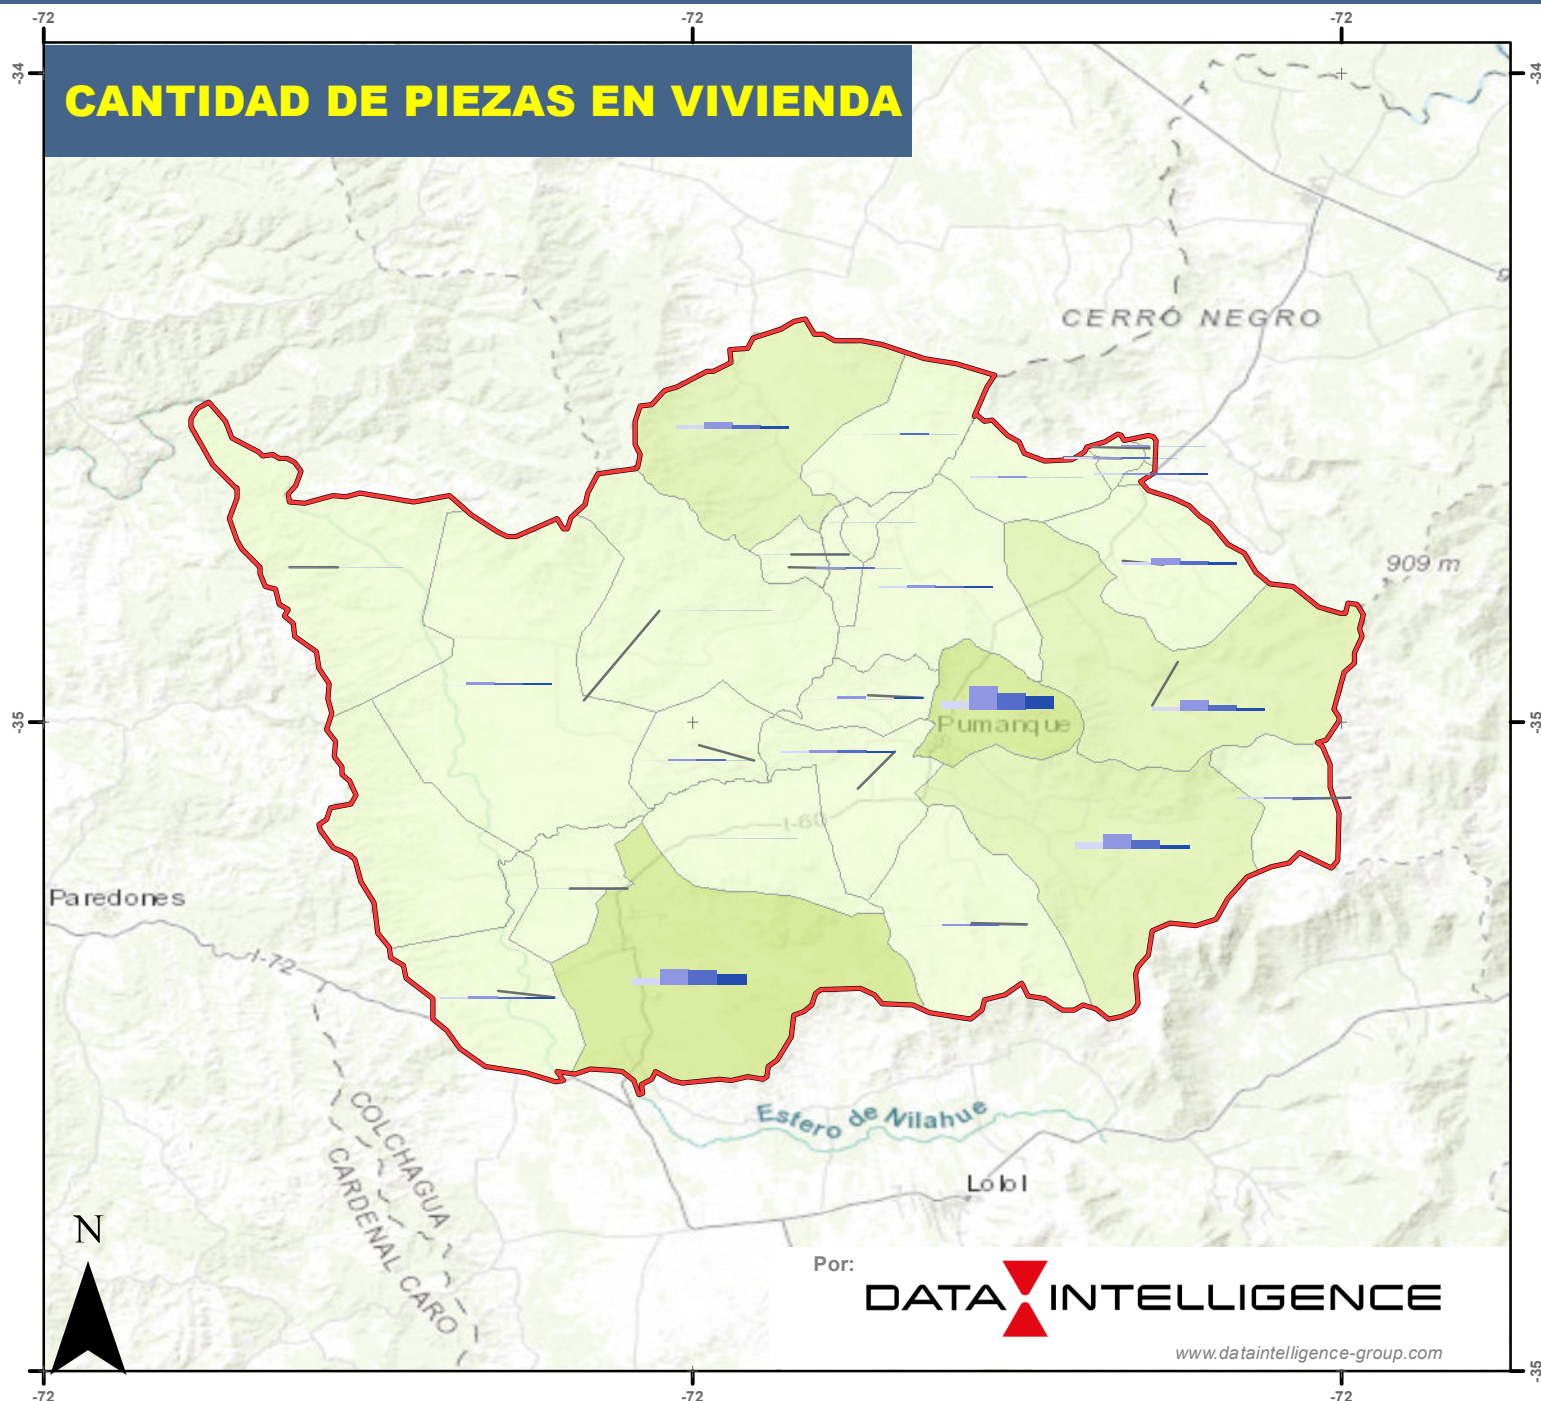 -72
-72
-72
-34
-34
CANTIDAD DE PIEZAS EN VIVIENDA
CERRO NEGRO
9
909 m
-35
-35
Pumanque
I-60
Paredones
I-72
COLCHAGUA
CARDENAL CARO
Estero de Nilahue
Lolol
N
Por:
DATA INTELLIGENCE
www.dataintelligence-group.com
-35
-72
-72
-72